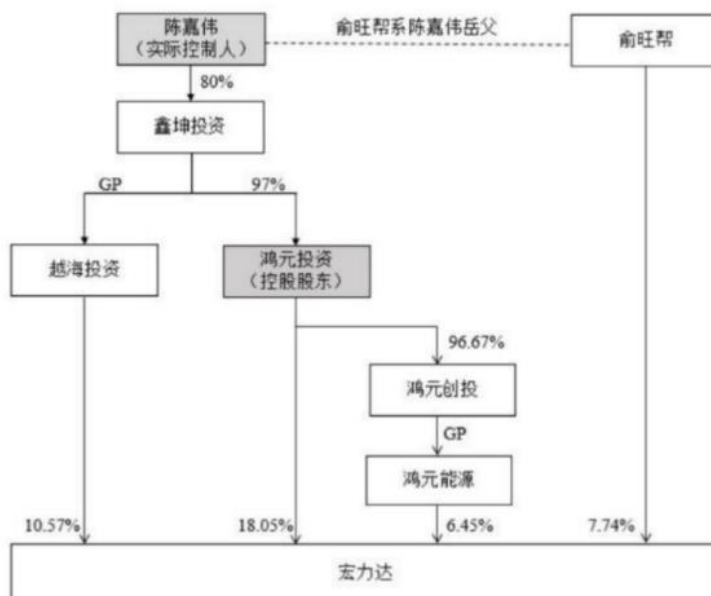 陈嘉伟
（实际控制人）
俞旺帮系陈嘉伟岳父
俞旺帮
80%
鑫坤投资
GP
97%
越海投资
鸿元投资
（控股股东）
96.67%
鸿元创投
GP
鸿元能源
10.57%
18.05%
6.45%
7.74%
宏力达